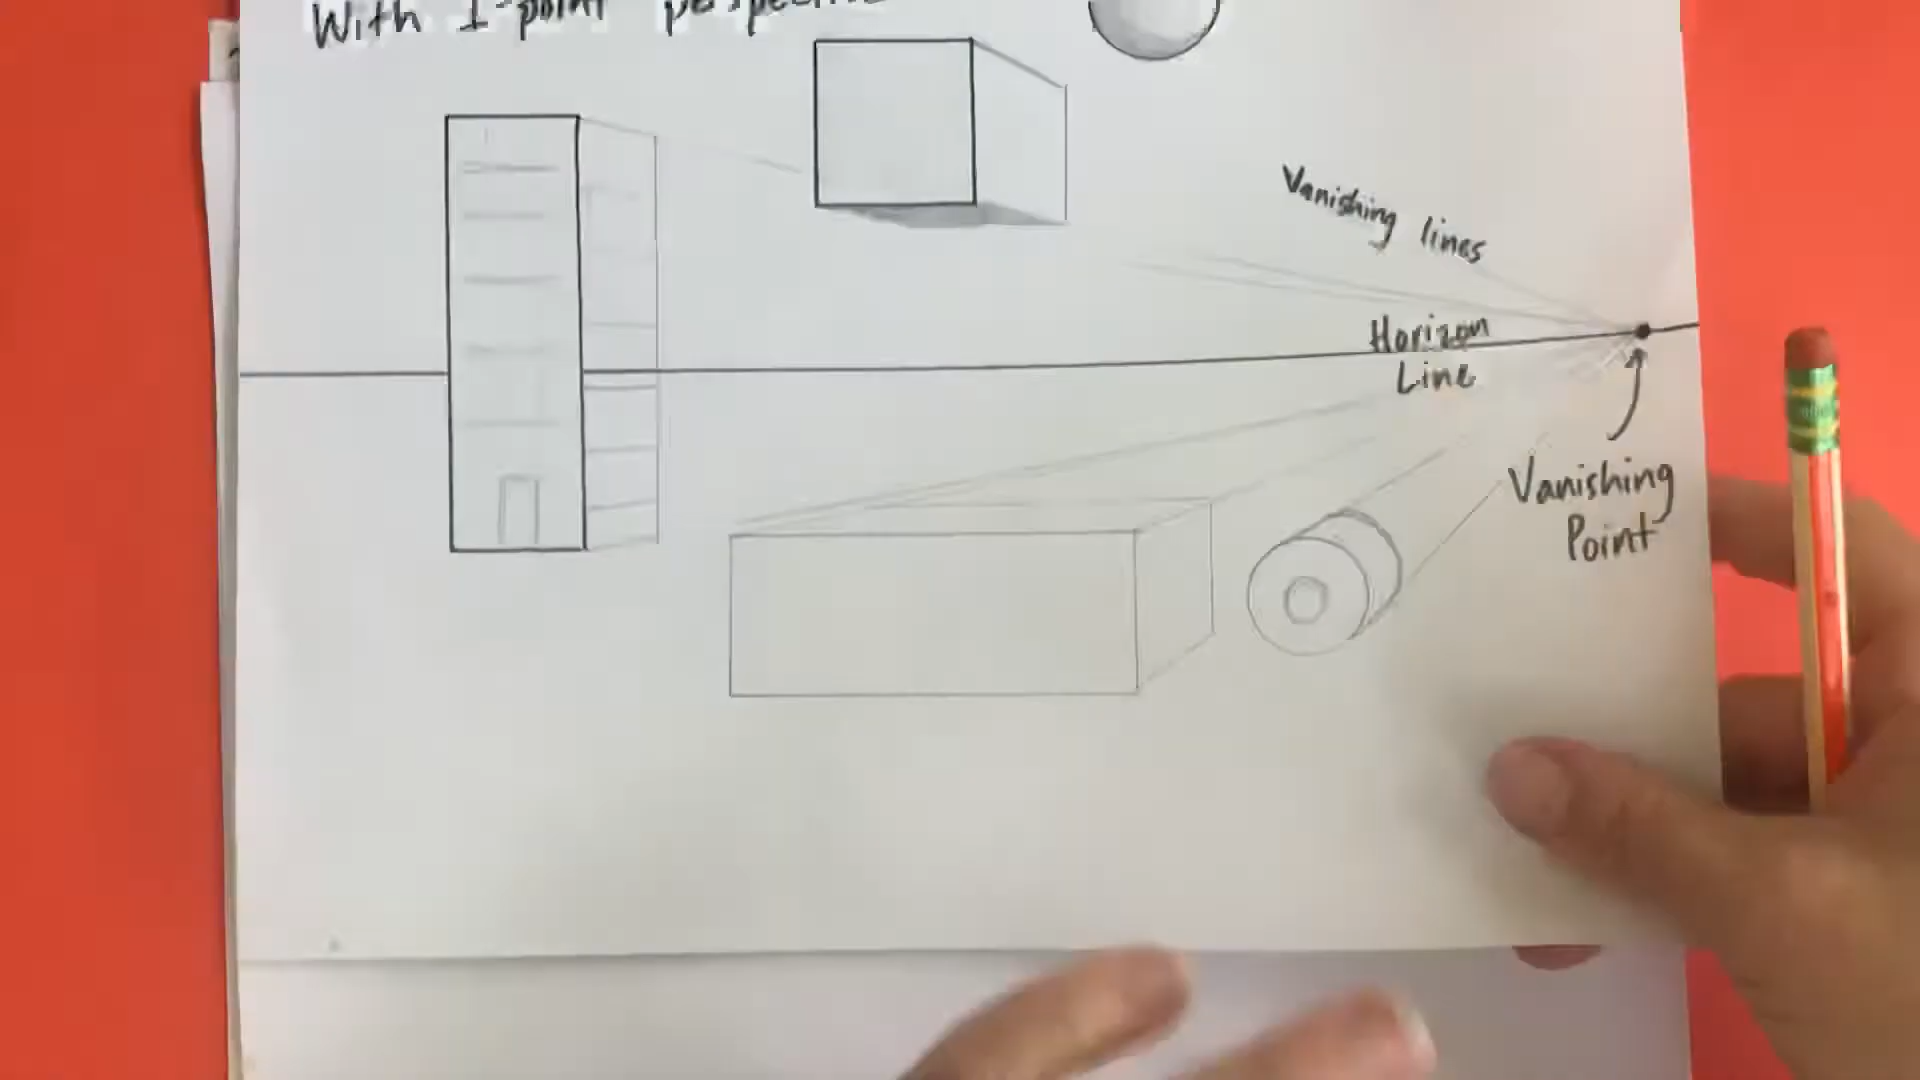 With 1-point
Vanishing lines
Horizon
Line
Vanishing
Point